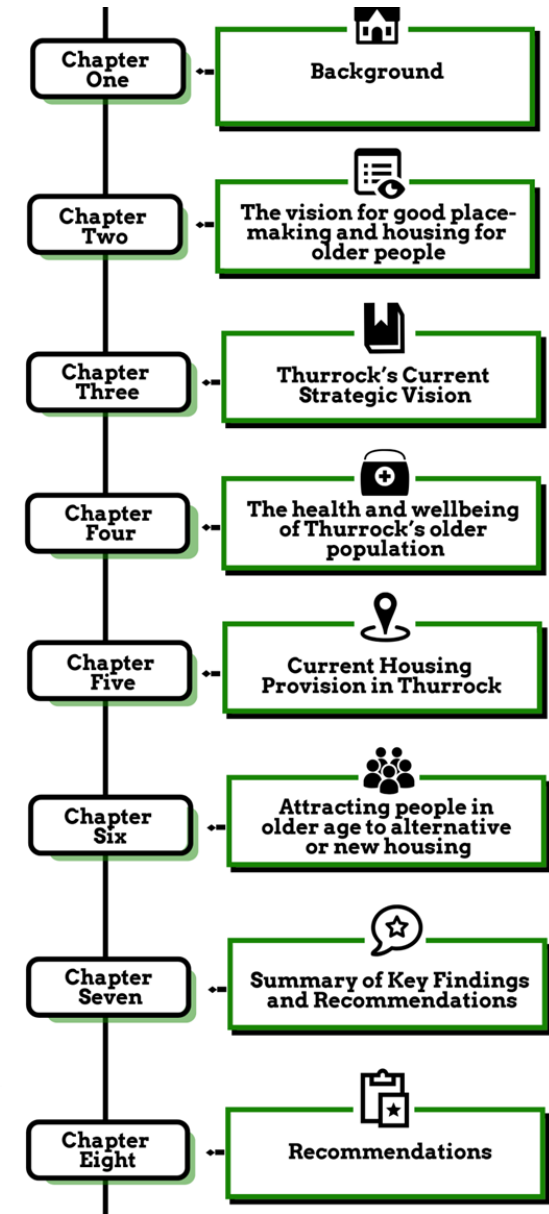 Chapter
One
Background
Chapter
Two
The vision for good place-
making and housing for
older people
Chapter
Three
Thurrock's Current
Strategic Vision
Chapter
Four
The health and wellbeing
of Thurrock's older
population
Chapter
Five
Current Housing
Provision in Thurrock
Chapter
Six
Attracting people in
older age to alternative
or new housing
Chapter
Seven
Summary of Key Findings
and Recommendations
Chapter
Eight
Recommendations